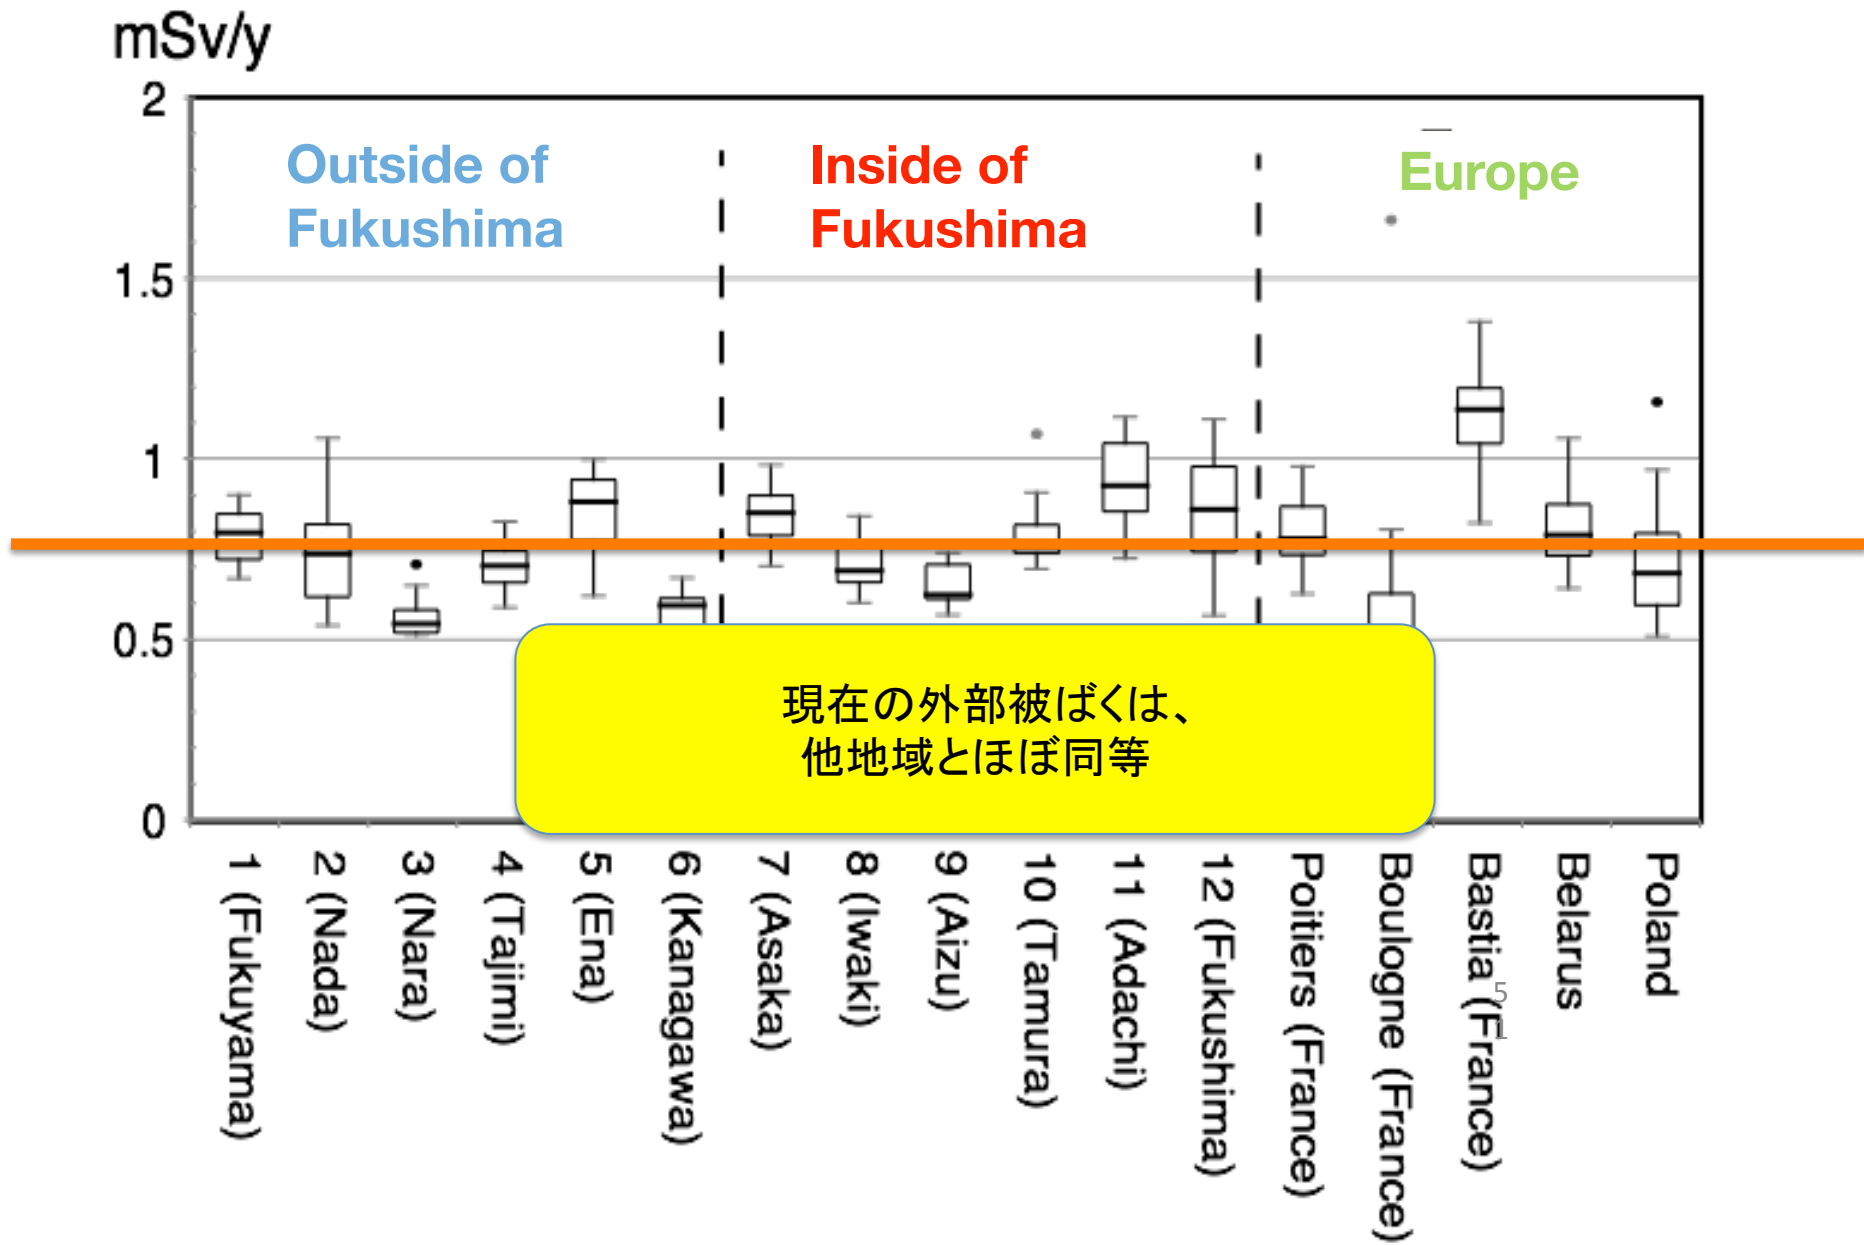 mSv/y
2
1.5
1
0.5
0
Outside of
Fukushima
Inside of
Fukushima
Europe
現在の外部被ばくは、
他地域とほぼ同等
1 (Fukuyama)
2 (Nada)
3 (Nara)
4 (Tajimi)
5 (Ena)
6 (Kanagawa)
7 (Asaka)
8 (Iwaki)
9 (Aizu)
10 (Tamura)
11 (Adachi)
12 (Fukushima)
Poitiers (France)
Boulogne (France)
Bastia (France)
Belarus
Poland
5
1